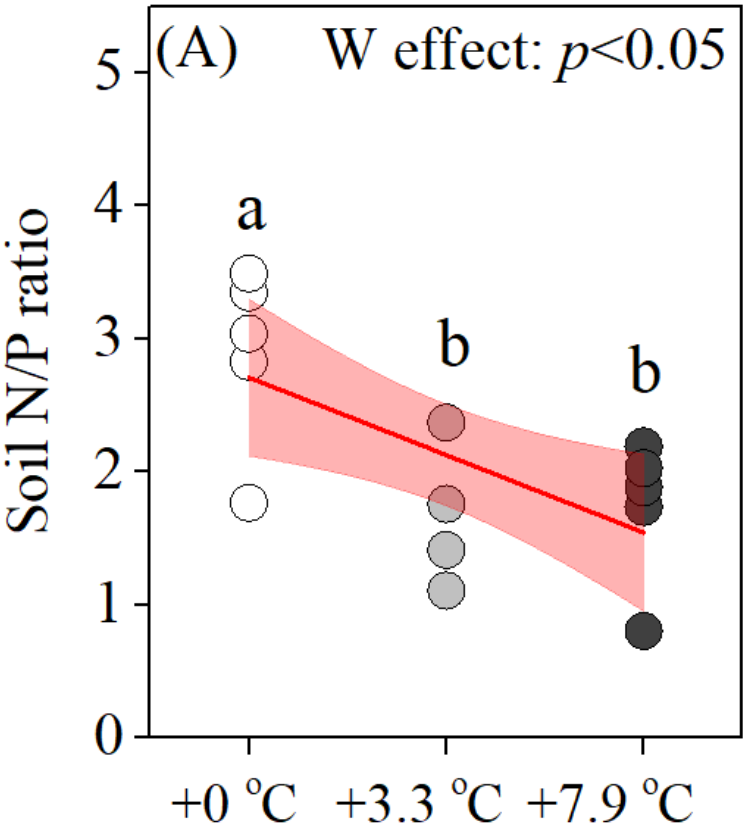 (A) W effect: p<0.05
5
4
3
2
1
0
Soil N/P ratio
a
b
b
+0 °C +3.3 °C +7.9 °C